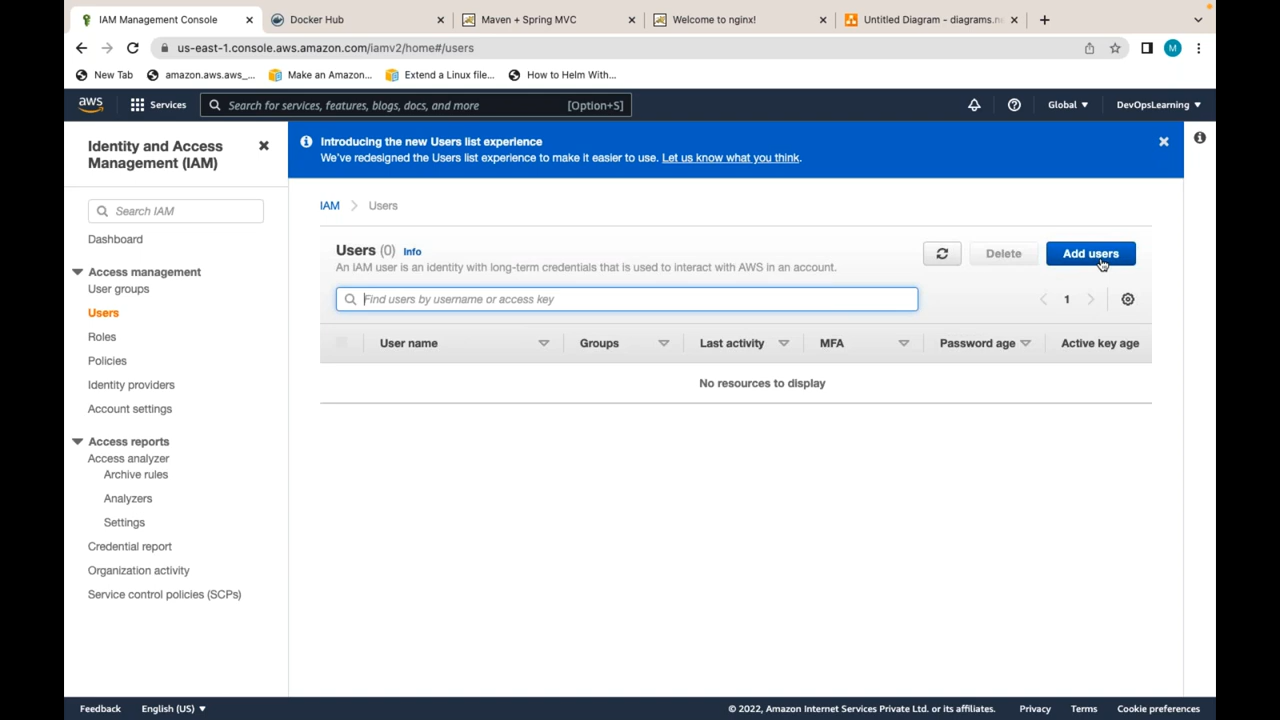 IAM Management Console
Docker Hub
Maven + Spring MVC
Welcome to nginx!
Untitled Diagram - diagrams.ne
us-east-1.console.aws.amazon.com/iamv2/home#/users
M
New Tab
amazon.aws.aws_...
Make an Amazon...
Extend a Linux file...
How to Helm With...
aws
Services
Search for services, features, blogs, docs, and more
[Option+S]
Global
DevOpsLearning
Identity and Access
Management (IAM)
Search IAM
Dashboard
Access management
User groups
Users
Roles
Policies
Identity providers
Account settings
Access reports
Access analyzer
Archive rules
Analyzers
Settings
Credential report
Organization activity
Service control policies (SCPs)
Introducing the new Users list experience
We've redesigned the Users list experience to make it easier to use. Let us know what you think.
IAM > Users
Users (0) Info
An IAM user is an identity with long-term credentials that is used to interact with AWS in an account.
Delete
Add users
Find users by username or access key
1
User name
Groups
Last activity
MFA
Password age
Active key age
No resources to display
Feedback
English (US)
© 2022, Amazon Internet Services Private Ltd. or its affiliates.
Privacy
Terms
Cookie preferences